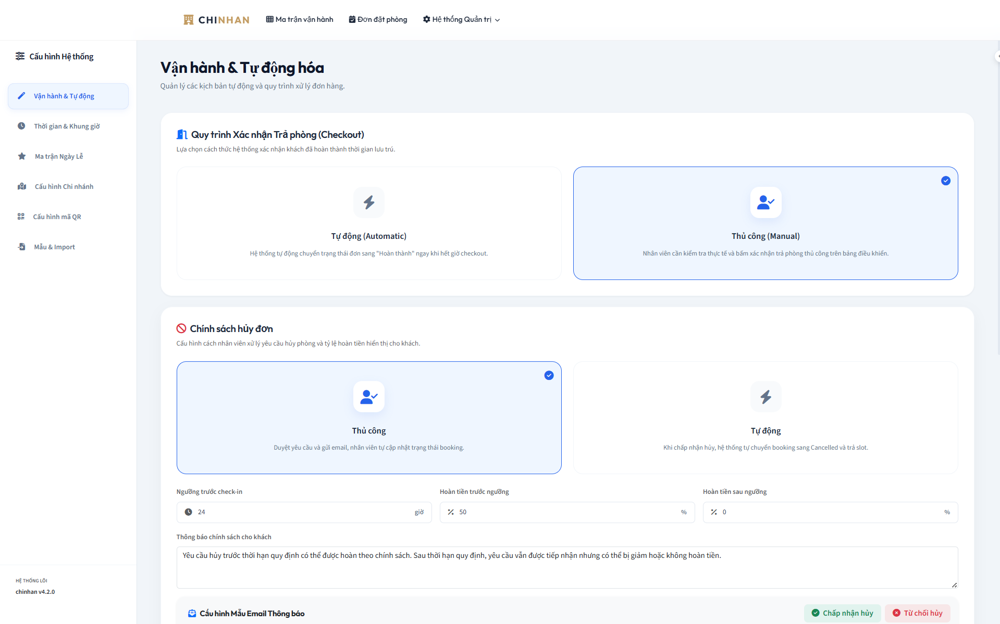 CHINHAN
Ma trận vận hành
Đơn đặt phòng
Hệ thống Quản trị
Cấu hình Hệ thống
Vận hành & Tự động
Thời gian & Khung giờ
Ma trận Ngày Lễ
Cấu hình Chi nhánh
Cấu hình mã QR
Mẫu & Import
HỆ THỐNG LÕI
chinhan v4.2.0
Vận hành & Tự động hóa
Quản lý các kịch bản tự động và quy trình xử lý đơn hàng.
Quy trình Xác nhận Trả phòng (Checkout)
Lựa chọn cách thức hệ thống xác nhận khách đã hoàn thành thời gian lưu trú.
Tự động (Automatic)
Hệ thống tự động chuyển trạng thái đơn sang "Hoàn thành" ngay khi hết giờ checkout.
Thủ công (Manual)
Nhân viên cần kiểm tra thực tế và bấm xác nhận trả phòng thủ công trên bảng điều khiển.
Chính sách hủy đơn
Cấu hình cách nhân viên xử lý yêu cầu hủy phòng và tỷ lệ hoàn tiền hiển thị cho khách.
Thủ công
Duyệt yêu cầu và gửi email, nhân viên tự cập nhật trạng thái booking.
Tự động
Khi chấp nhận hủy, hệ thống tự chuyển booking sang Cancelled và trả slot.
Ngưỡng trước check-in
24 giờ
Hoàn tiền trước ngưỡng
50 %
Hoàn tiền sau ngưỡng
0 %
Thông báo chính sách cho khách
Yêu cầu hủy trước thời hạn quy định có thể được hoàn theo chính sách. Sau thời hạn quy định, yêu cầu vẫn được tiếp nhận nhưng có thể bị giảm hoặc không hoàn tiền.
Cấu hình Mẫu Email Thông báo
Chấp nhận hủy
Từ chối hủy